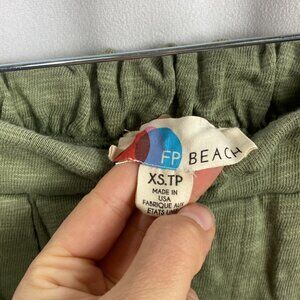 FP BEACH
XS.TP
MADE IN
USA
FABRIQUE AUX
ETATS UNIS